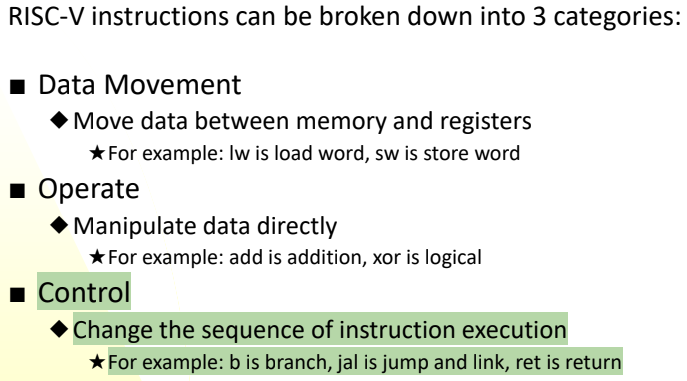 RISC-V instructions can be broken down into 3 categories:
■ Data Movement
◆ Move data between memory and registers
★ For example: lw is load word, sw is store word
■ Operate
◆ Manipulate data directly
★ For example: add is addition, xor is logical
■ Control
◆ Change the sequence of instruction execution
★ For example: b is branch, jal is jump and link, ret is return